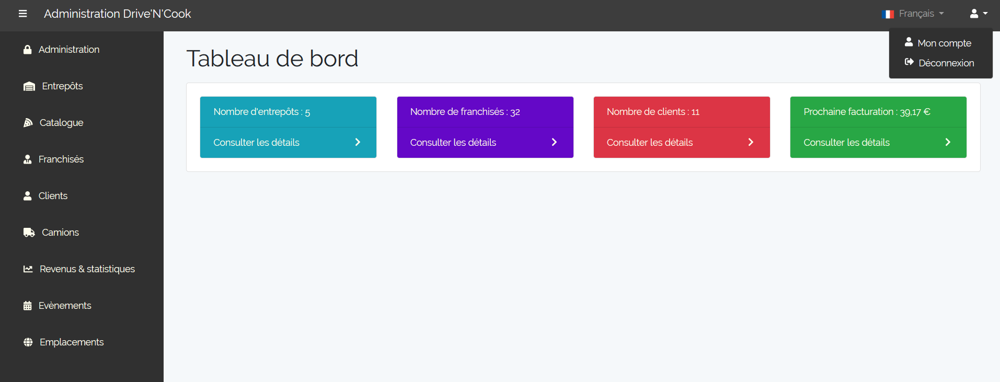 Administration Drive'N'Cook
Français
Mon compte
Déconnexion
Administration
Entrepôts
Catalogue
Franchisés
Clients
Camions
Revenus & statistiques
Evènements
Emplacements
Tableau de bord
Nombre d'entrepôts : 5
Consulter les détails
Nombre de franchisés : 32
Consulter les détails
Nombre de clients : 11
Consulter les détails
Prochaine facturation : 39,17 €
Consulter les détails